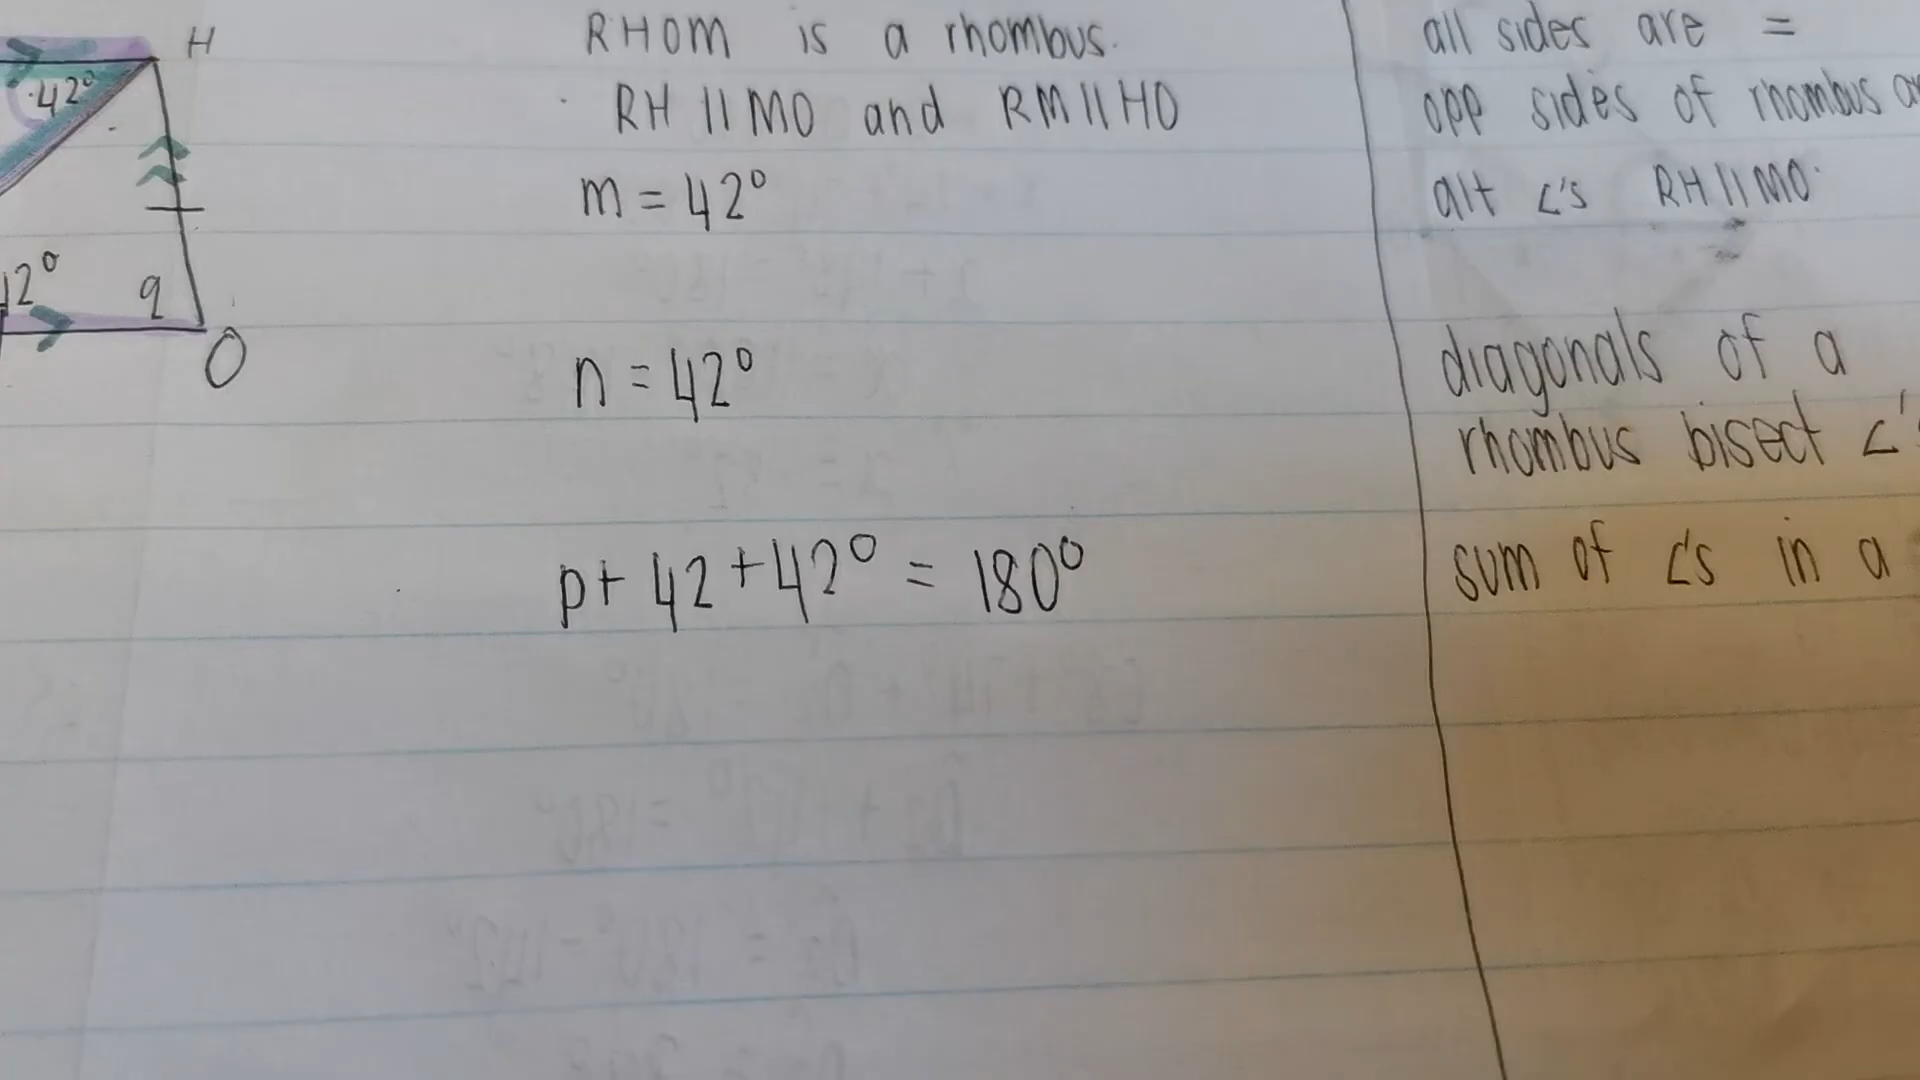 H
42°
q
O
RHOM is a rhombus.
RH || MO and RM || HO
m = 42°
n = 42°
p + 42 + 42° = 180°
all sides are =
opp sides of rhombus
alt ∠'s RH || MO.
diagonals of a
rhombus bisect ∠'s
sum of ∠'s in a